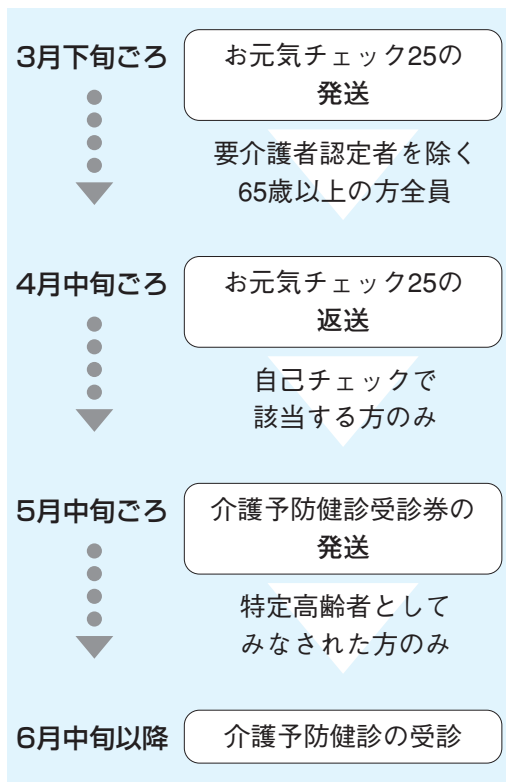 3月下旬ごろ
お元気チェック25の
発送
要介護者認定者を除く
65歳以上の方全員
4月中旬ごろ
お元気チェック25の
返送
自己チェックで
該当する方のみ
5月中旬ごろ
介護予防健診受診券の
発送
特定高齢者として
みなされた方のみ
6月中旬以降
介護予防健診の受診